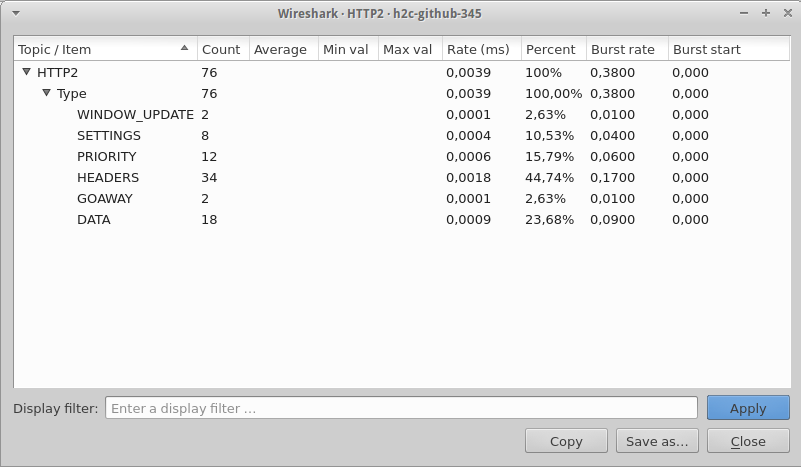 Wireshark · HTTP2 · h2c-github-345
Topic / Item Count Average Min val Max val Rate (ms) Percent Burst rate Burst start
HTTP2 76 0,0039 100% 0,3800 0,000
Type 76 0,0039 100,00% 0,3800 0,000
WINDOW_UPDATE 2 0,0001 2,63% 0,0100 0,000
SETTINGS 8 0,0004 10,53% 0,0400 0,000
PRIORITY 12 0,0006 15,79% 0,0600 0,000
HEADERS 34 0,0018 44,74% 0,1700 0,000
GOAWAY 2 0,0001 2,63% 0,0100 0,000
DATA 18 0,0009 23,68% 0,0900 0,000
Display filter: Enter a display filter … Apply
Copy Save as… Close